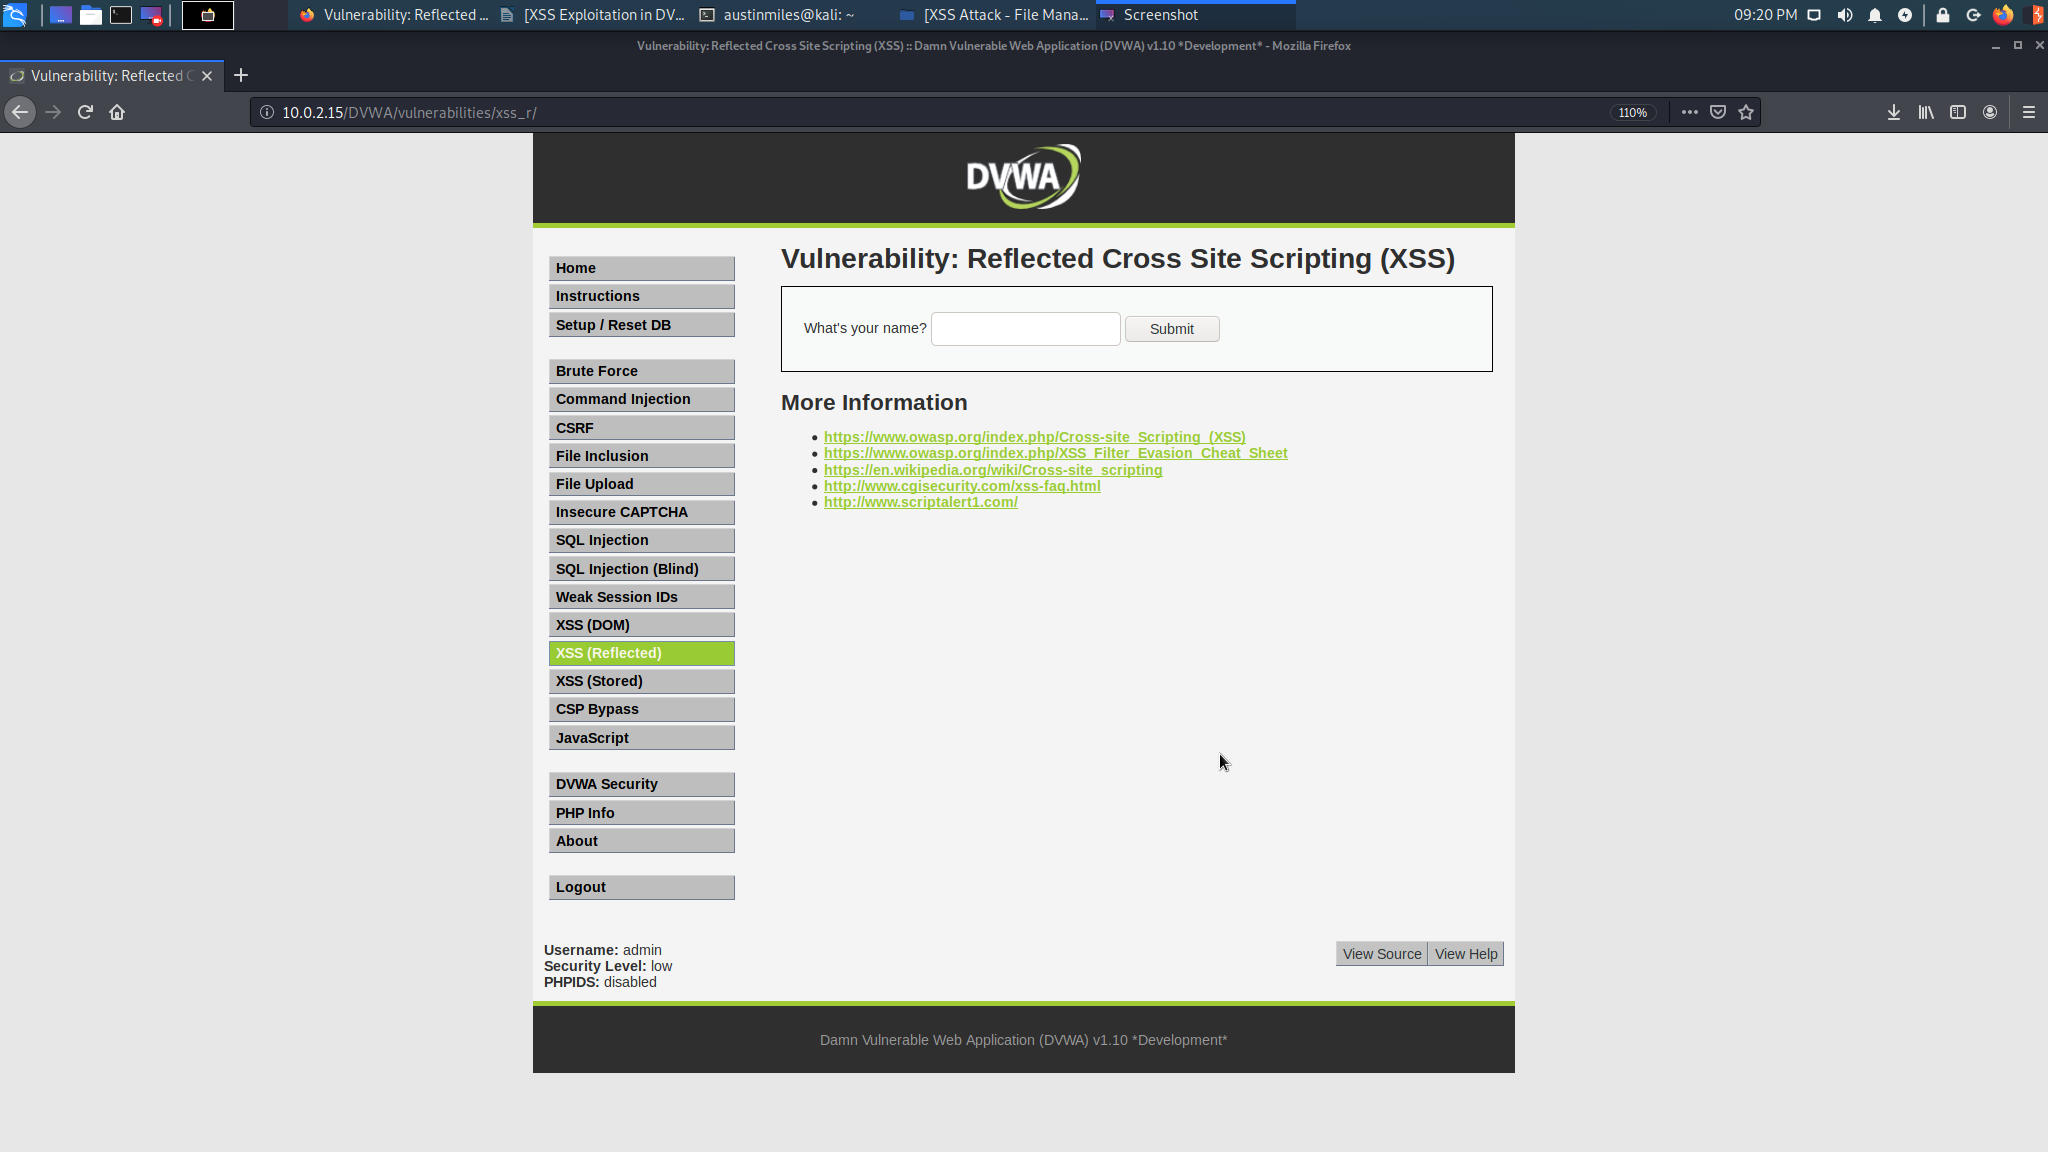 Vulnerability: Reflected ...
[XSS Exploitation in DV...
austinmiles@kali: ~
[XSS Attack - File Mana...
Screenshot
09:20 PM
Vulnerability: Reflected Cross Site Scripting (XSS) :: Damn Vulnerable Web Application (DVWA) v1.10 *Development* - Mozilla Firefox
Vulnerability: Reflected C
10.0.2.15/DVWA/vulnerabilities/xss_r/
110%
DVWA
Home
Instructions
Setup / Reset DB
Brute Force
Command Injection
CSRF
File Inclusion
File Upload
Insecure CAPTCHA
SQL Injection
SQL Injection (Blind)
Weak Session IDs
XSS (DOM)
XSS (Reflected)
XSS (Stored)
CSP Bypass
JavaScript
DVWA Security
PHP Info
About
Logout
Vulnerability: Reflected Cross Site Scripting (XSS)
What's your name?
Submit
More Information
https://www.owasp.org/index.php/Cross-site_Scripting_(XSS)
https://www.owasp.org/index.php/XSS_Filter_Evasion_Cheat_Sheet
https://en.wikipedia.org/wiki/Cross-site_scripting
http://www.cgisecurity.com/xss-faq.html
http://www.scriptalert1.com/
Username: admin
Security Level: low
PHPIDS: disabled
View Source
View Help
Damn Vulnerable Web Application (DVWA) v1.10 *Development*